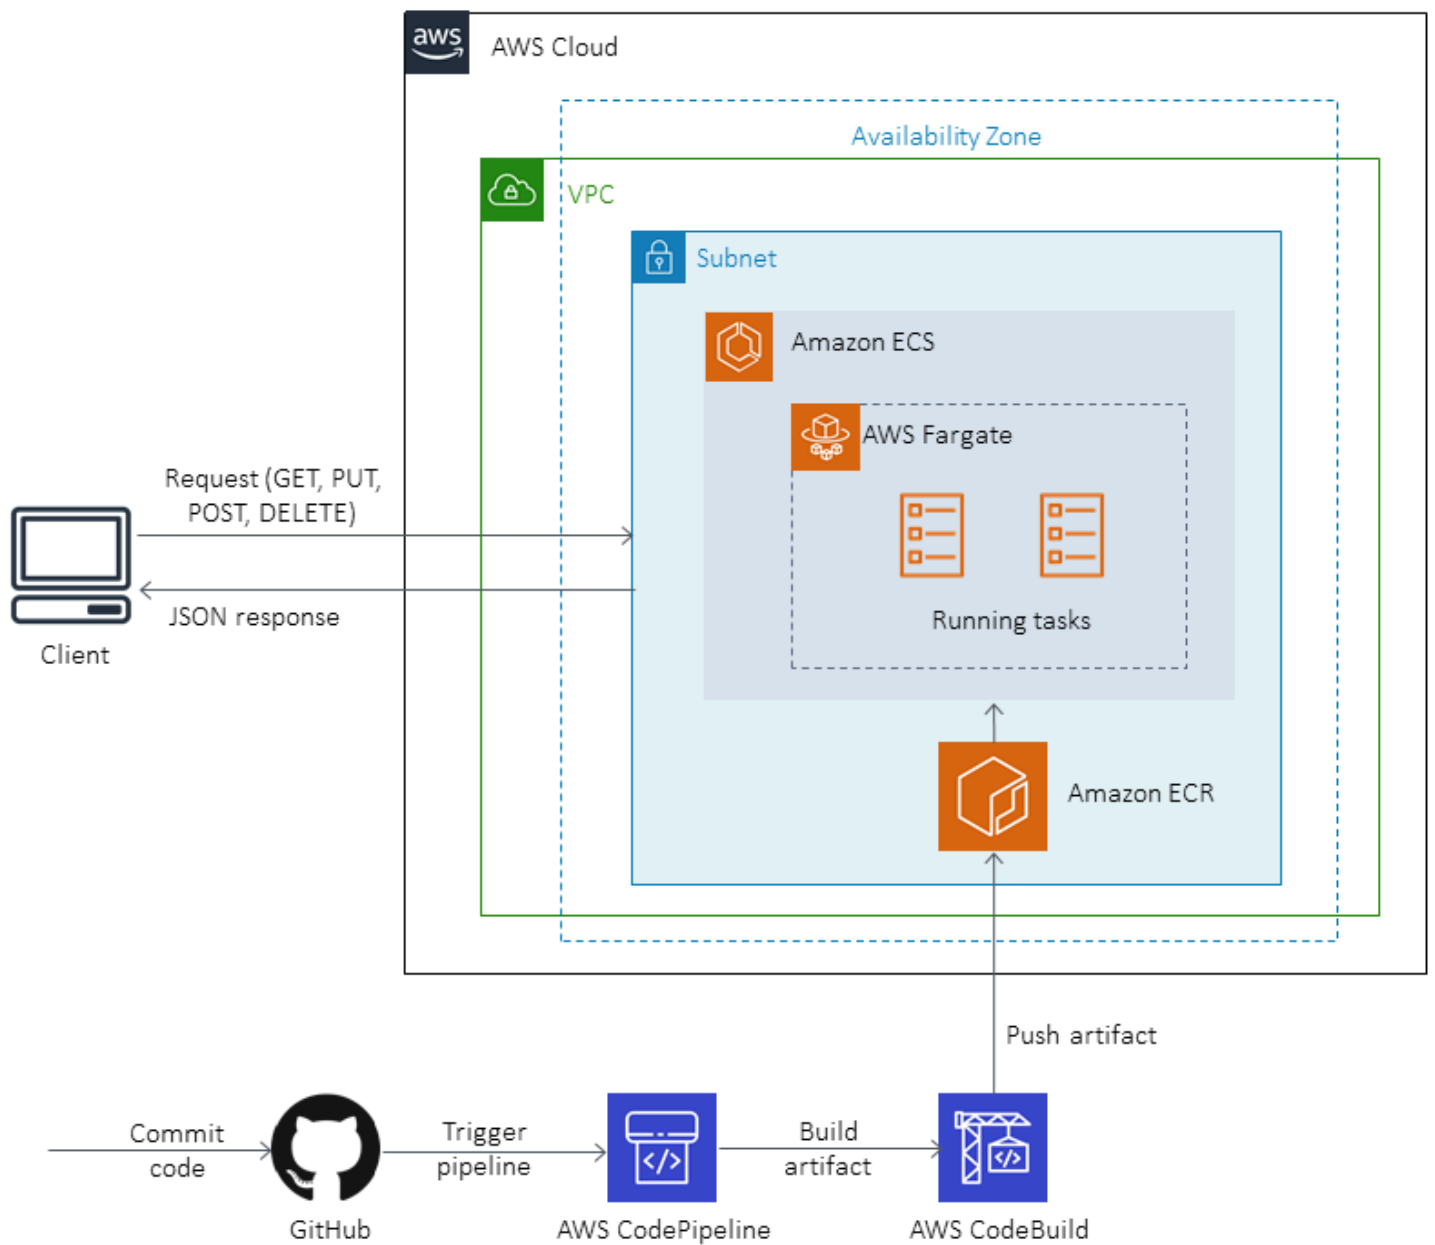 aws
AWS Cloud
Availability Zone
VPC
Subnet
Amazon ECS
AWS Fargate
Request (GET, PUT,
POST, DELETE)
JSON response
Client
Running tasks
Amazon ECR
Push artifact
Commit
code
GitHub
Trigger
pipeline
</>
AWS CodePipeline
Build
artifact
</>
AWS CodeBuild